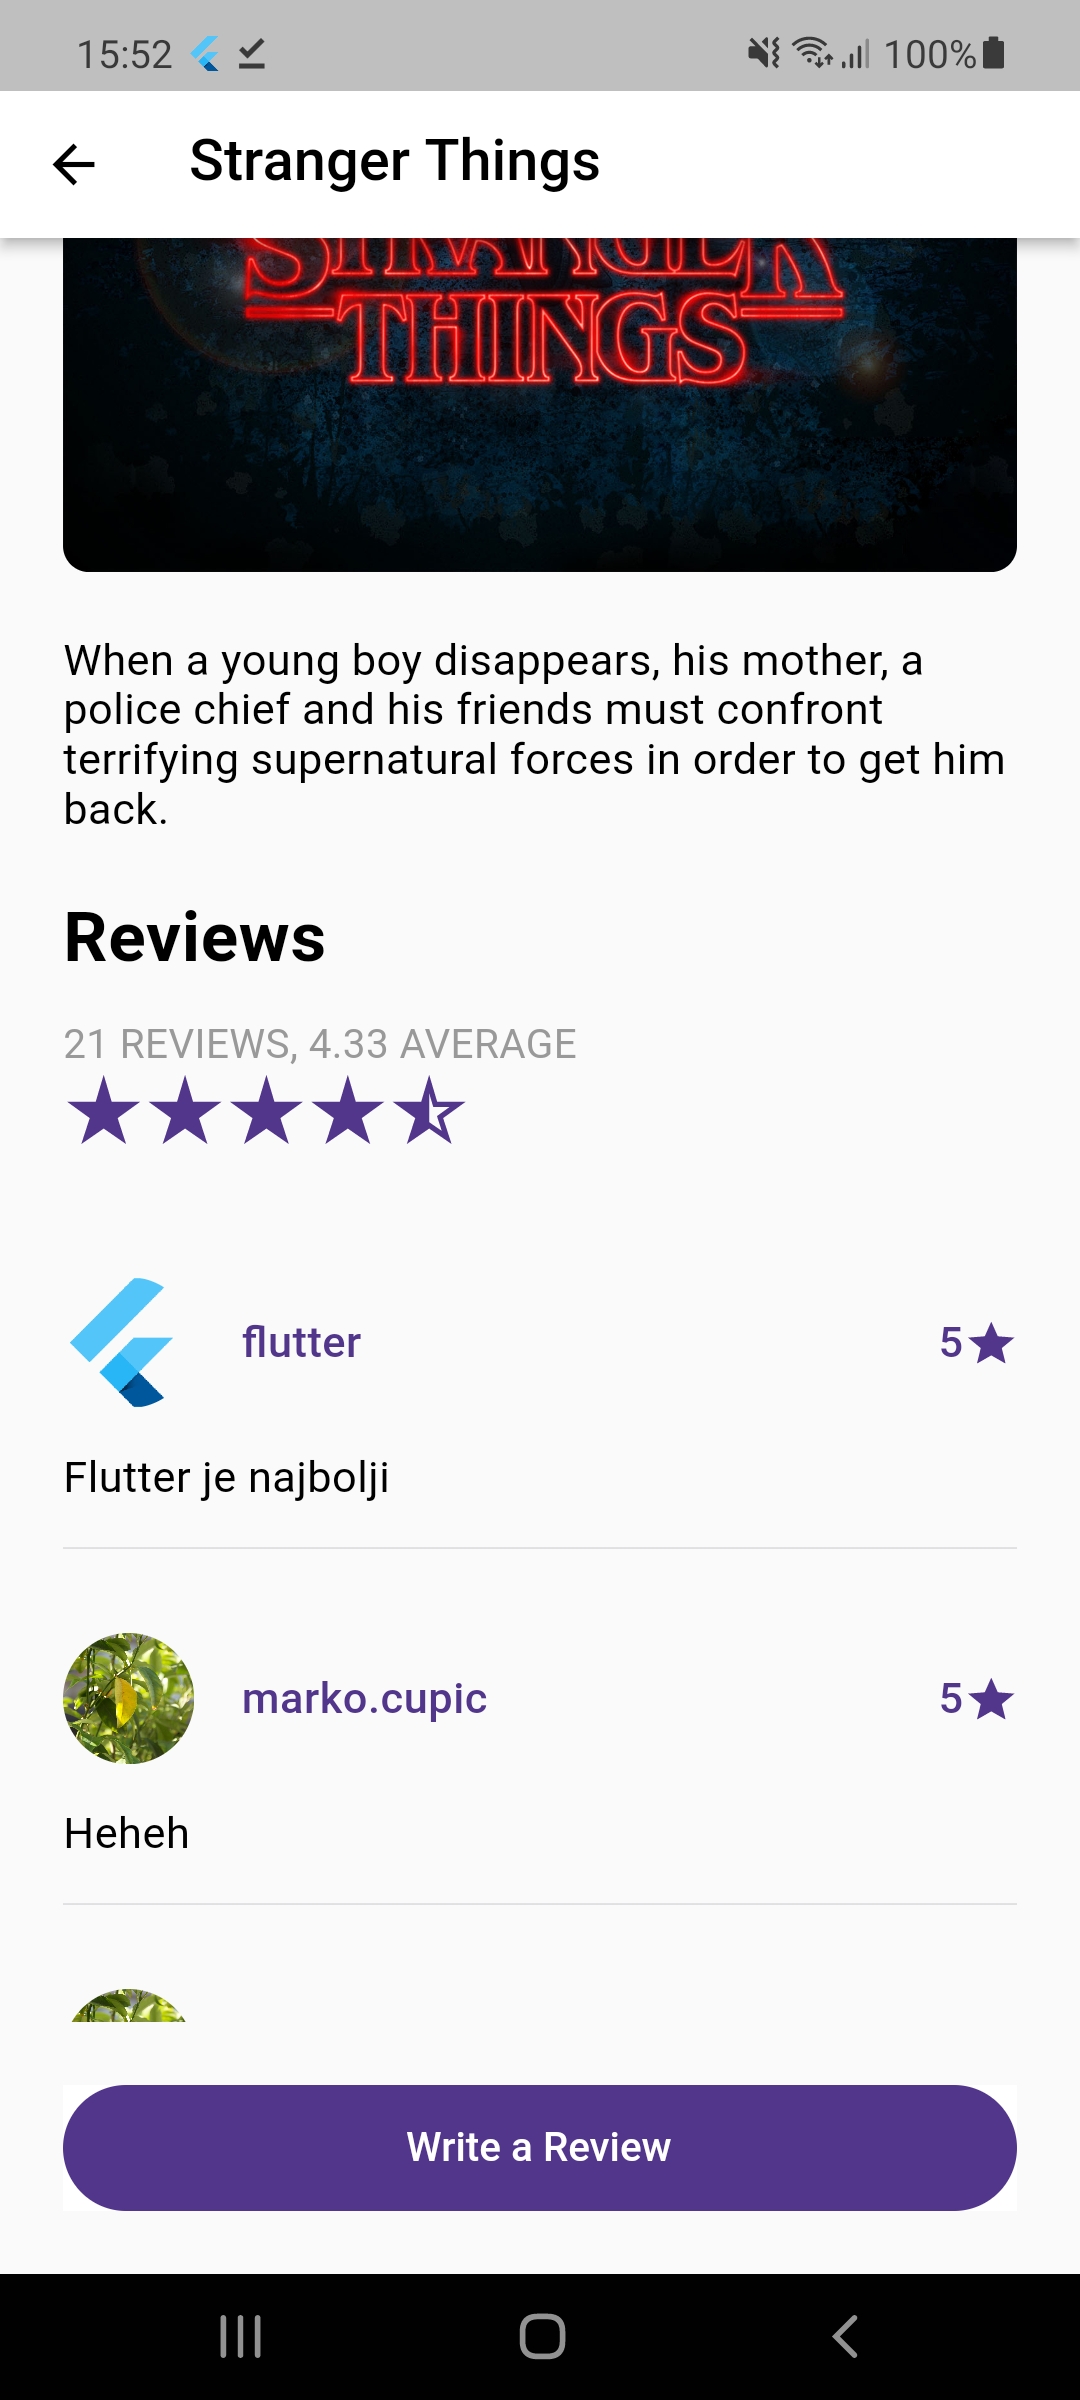 15:52
100%
Stranger Things
STRANGER
THINGS
When a young boy disappears, his mother, a
police chief and his friends must confront
terrifying supernatural forces in order to get him
back.
Reviews
21 REVIEWS, 4.33 AVERAGE
flutter
5
Flutter je najbolji
marko.cupic
5
Heheh
Write a Review